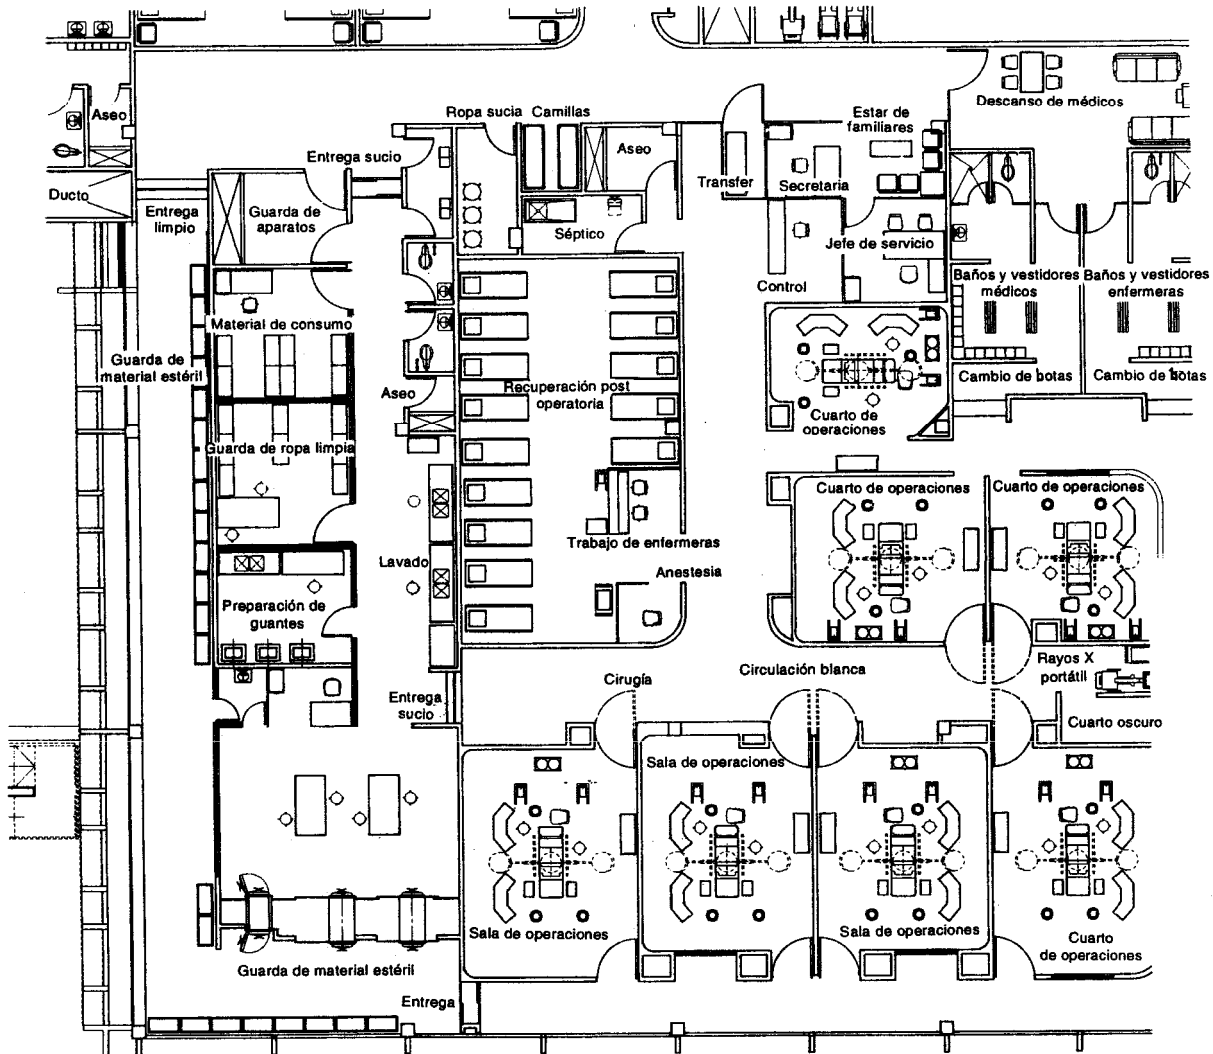 Descanso de médicos
Aseo
Ropa sucia
Camillas
Estar de
familiares
Entrega sucio
Aseo
Ducto
Transfer
Secretaria
Entrega
limpio
Guarda de
aparatos
Séptico
Jefe de servicio
Control
Baños y vestidores
médicos
Baños y vestidores
enfermeras
Material de consumo
Guarda de
material estéril
Cambio de botas
Cambio de botas
Aseo
Recuperación post
operatoria
Cuarto de
operaciones
Guarda de ropa limpia
Cuarto de operaciones
Cuarto de operaciones
Trabajo de enfermeras
Lavado
Anestesia
Preparación de
guantes
Rayos X
portátil
Circulación blanca
Cirugía
Entrega
sucio
Cuarto oscuro
Sala de operaciones
Sala de operaciones
Sala de operaciones
Cuarto
de operaciones
Guarda de material estéril
Entrega